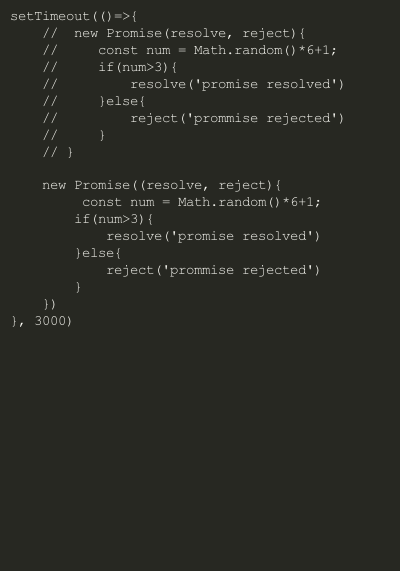 setTimeout(()=>{
    //  new Promise(resolve, reject){
    //     const num = Math.random()*6+1;
    //     if(num>3){
    //         resolve('promise resolved')
    //     }else{
    //         reject('prommise rejected')
    //     }
    // }

    new Promise((resolve, reject){
         const num = Math.random()*6+1;
        if(num>3){
            resolve('promise resolved')
        }else{
            reject('prommise rejected')
        }
    })
}, 3000)